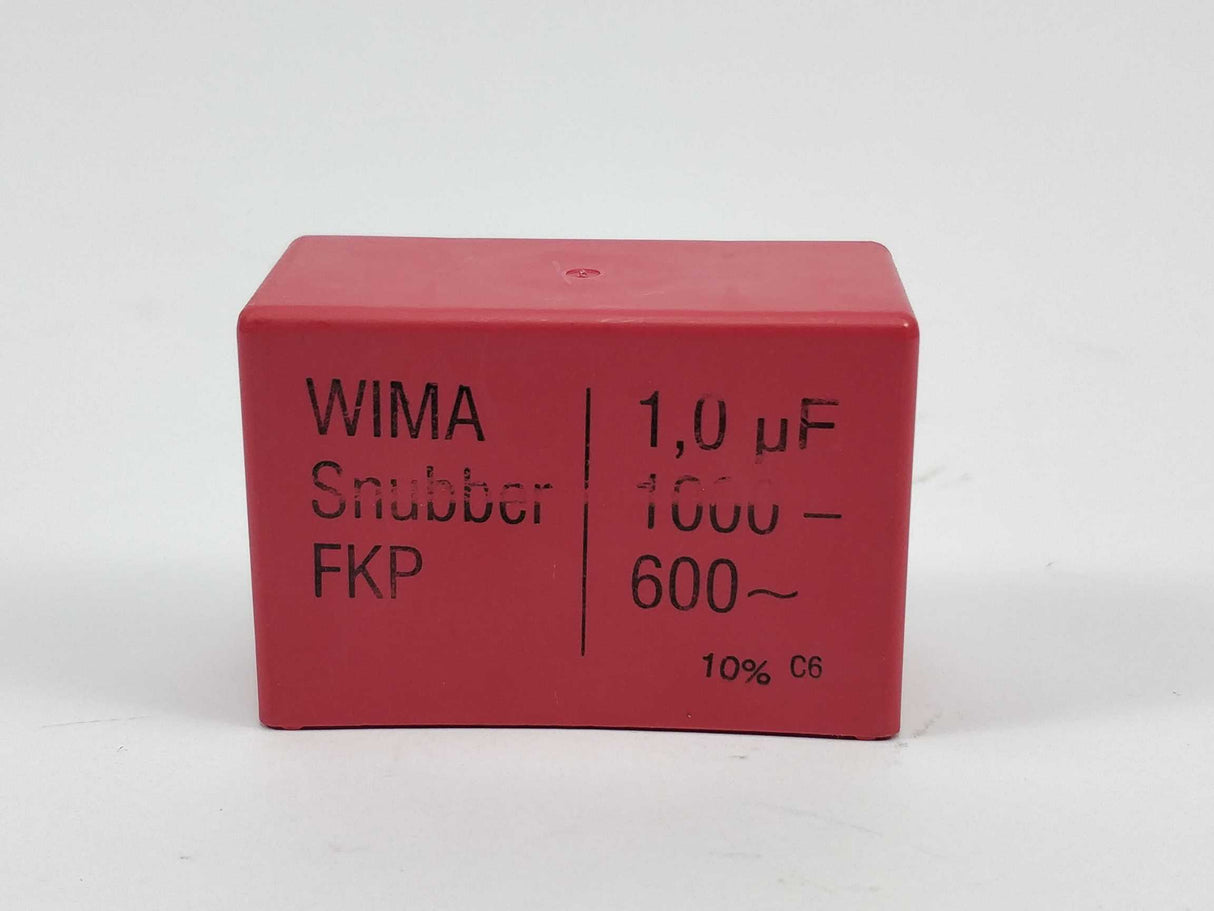 WIMA
Snubber
FKP
1,0 µF
1000 –
600~
10% C6